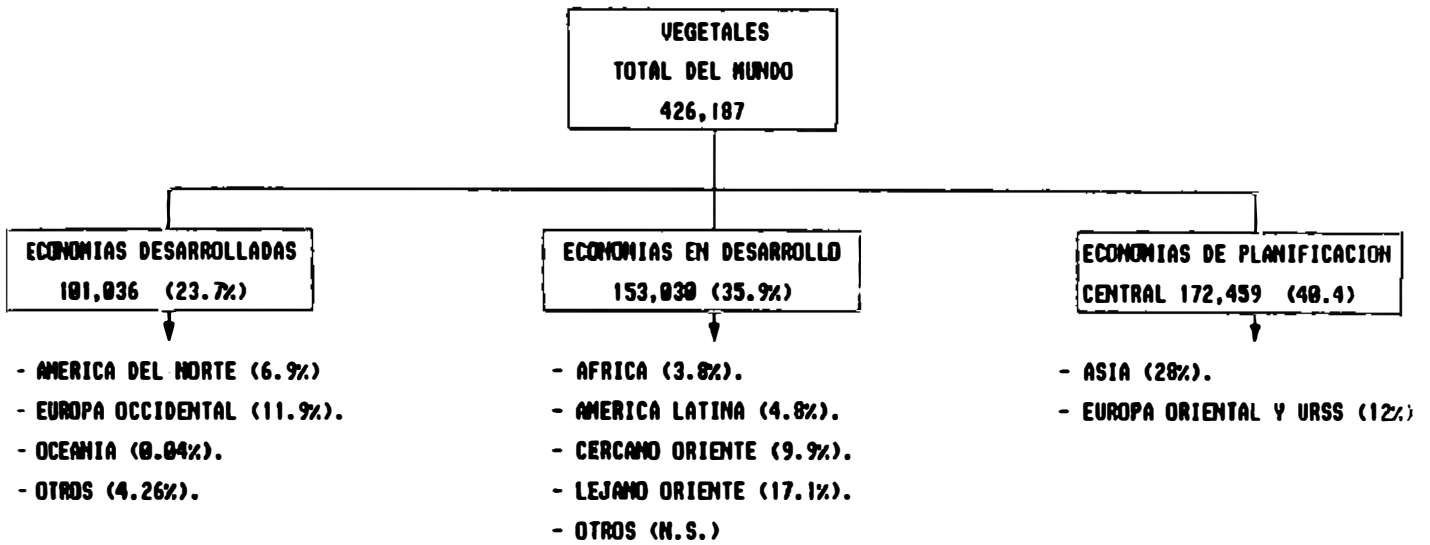 VEGETALES
TOTAL DEL MUNDO
426,187
ECONOMIAS DESARROLLADAS
101,036 (23.7%)
ECONOMIAS EN DESARROLLO
153,030 (35.9%)
ECONOMIAS DE PLANIFICACION
CENTRAL 172,459 (40.4)
- AMERICA DEL NORTE (6.9%)
- EUROPA OCCIDENTAL (11.9%).
- OCEANIA (0.04%).
- OTROS (4.26%).
- AFRICA (3.8%).
- AMERICA LATINA (4.8%).
- CERCANO ORIENTE (9.9%).
- LEJANO ORIENTE (17.1%).
- OTROS (N.S.)
- ASIA (28%).
- EUROPA ORIENTAL Y URSS (12%)